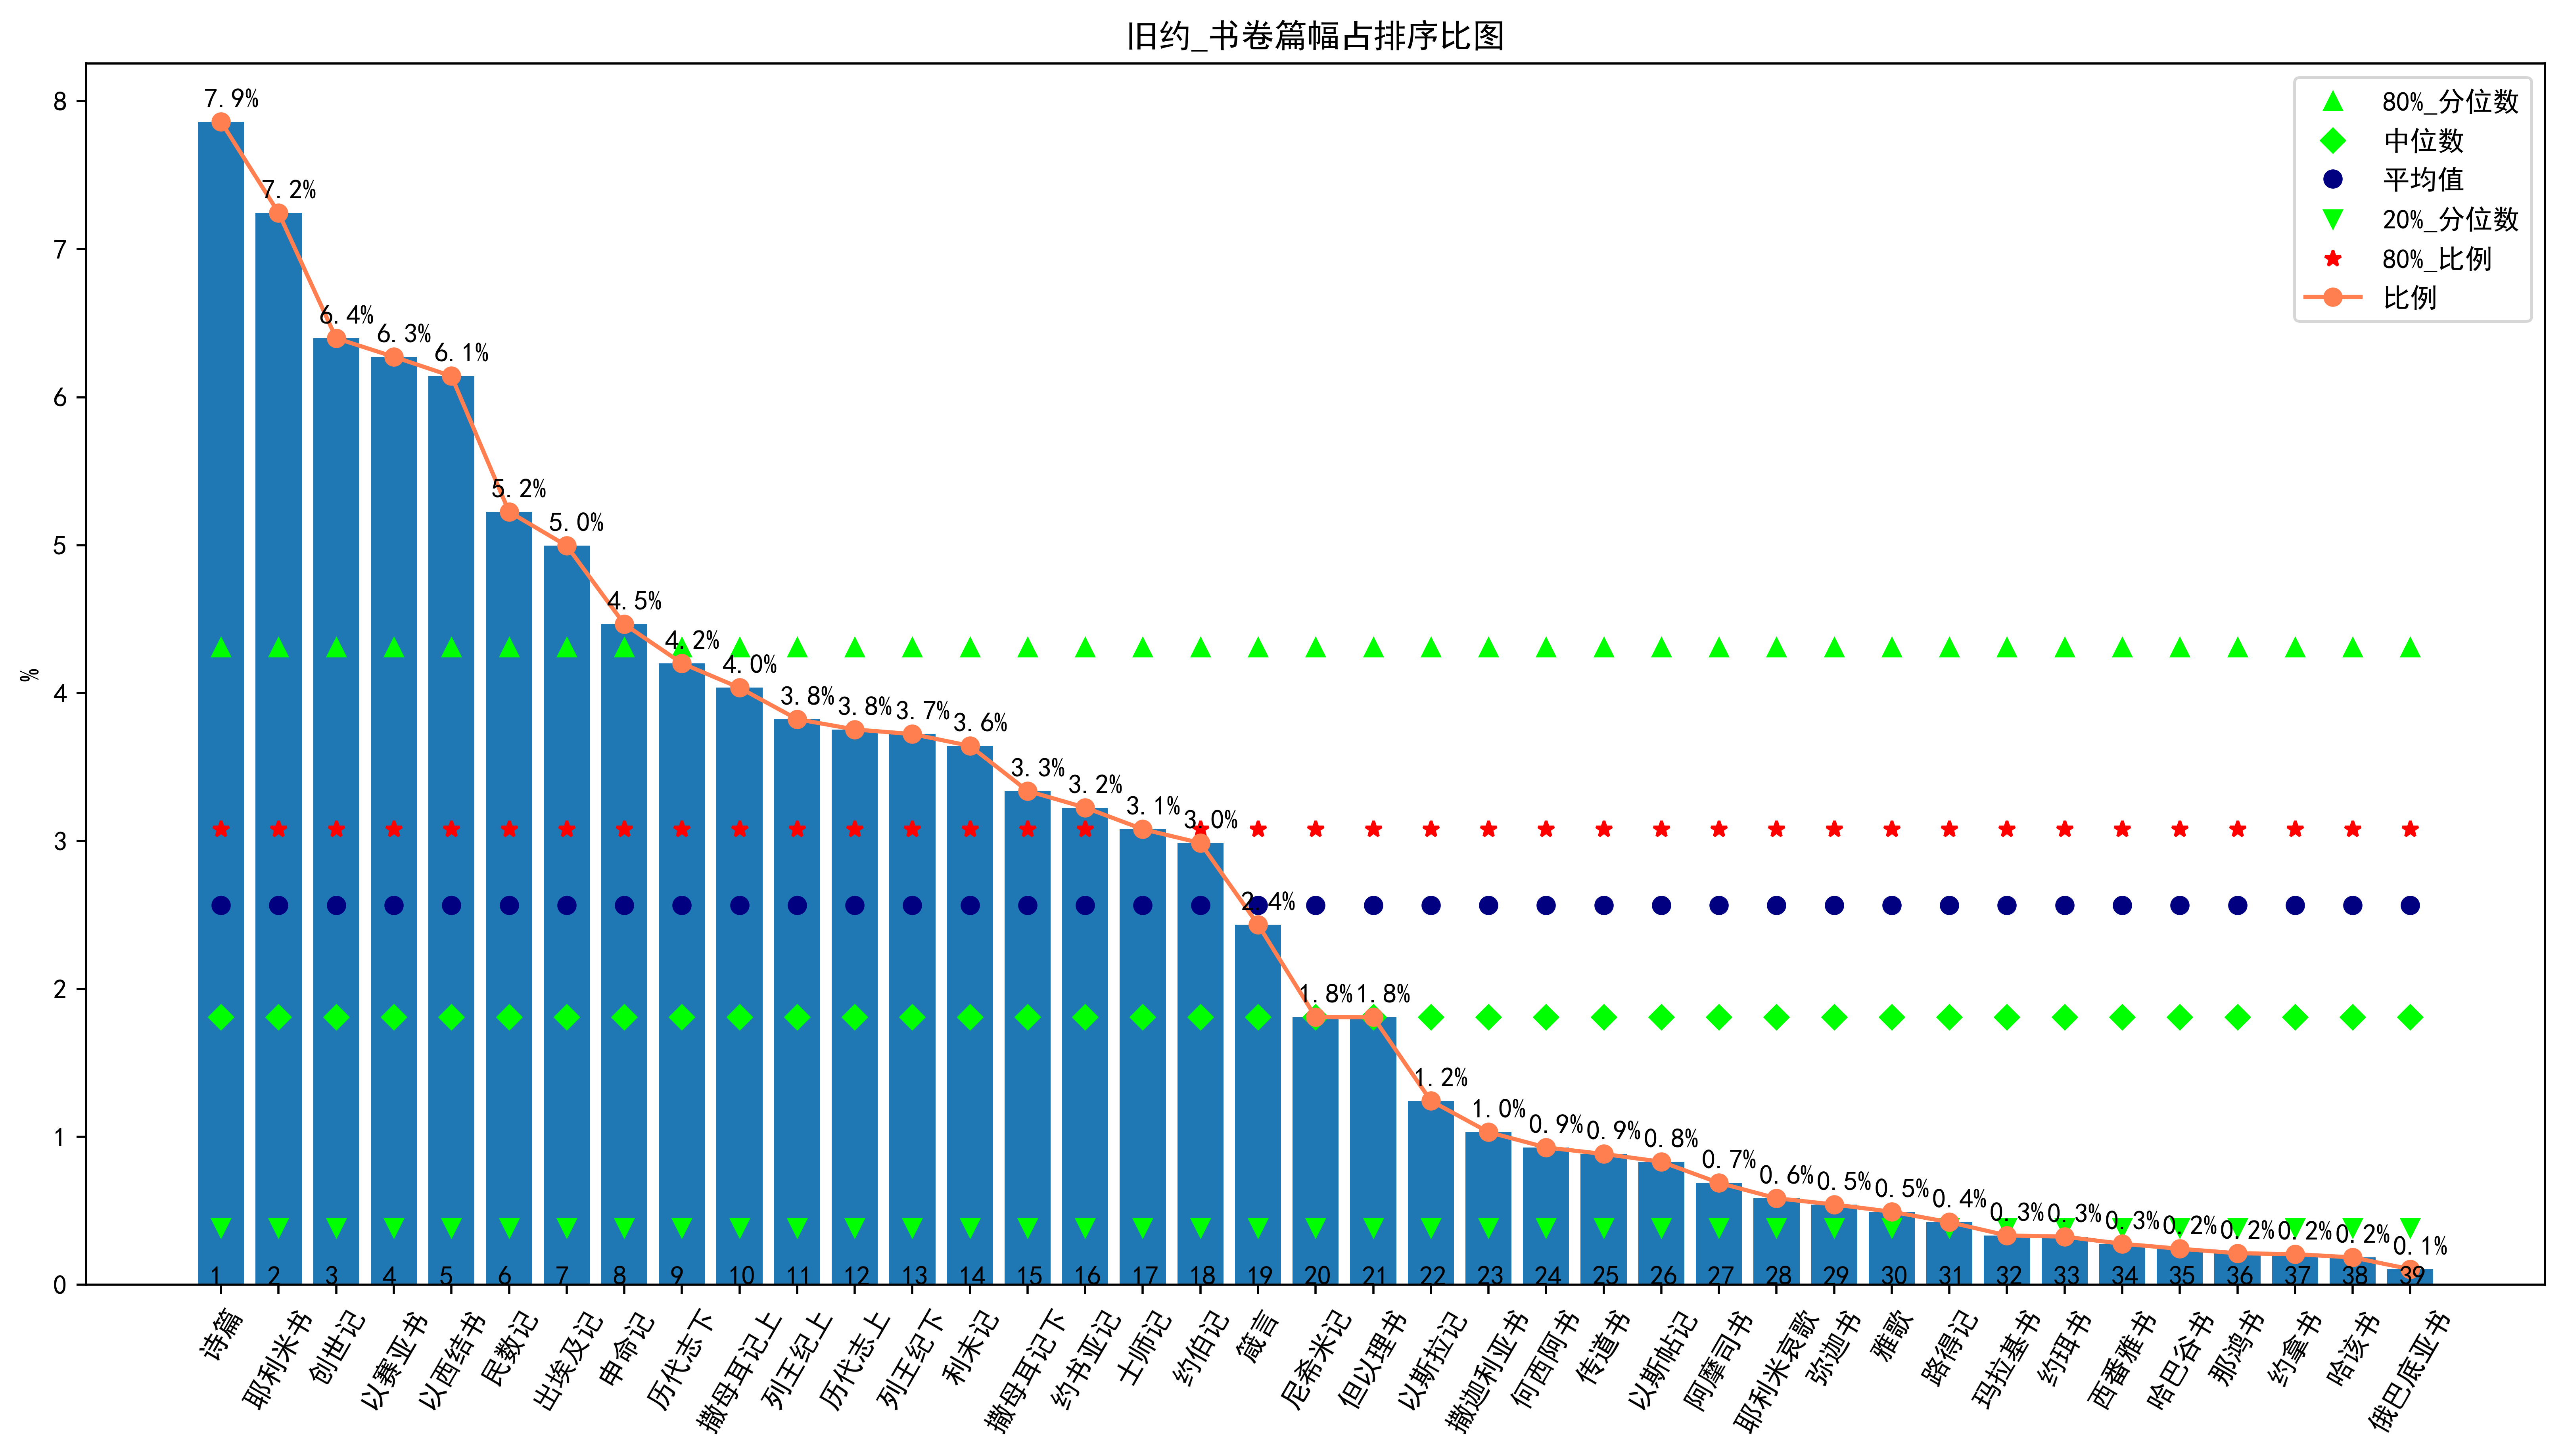 旧约_书卷篇幅占排序比图
80%_分位数
中位数
平均值
20%_分位数
80%_比例
比例
%
8
7
6
5
4
3
2
1
0
7.9%
7.2%
6.4%
6.3%
6.1%
5.2%
5.0%
4.5%
4.2%
4.0%
3.8%
3.8%
3.7%
3.6%
3.3%
3.2%
3.1%
3.0%
2.4%
1.8%
1.8%
1.2%
1.0%
0.9%
0.9%
0.8%
0.7%
0.6%
0.5%
0.5%
0.4%
0.3%
0.3%
0.3%
0.2%
0.2%
0.2%
0.2%
0.1%
1 2 3 4 5 6 7 8 9 10 11 12 13 14 15 16 17 18 19 20 21 22 23 24 25 26 27 28 29 30 31 32 33 34 35 36 37 38 39
诗篇
耶利米书
创世记
以赛亚书
以西结书
民数记
出埃及记
申命记
历代志下
撒母耳记上
列王纪上
历代志上
列王纪下
利未记
撒母耳记下
约书亚记
士师记
约伯记
箴言
尼希米记
但以理书
以斯拉记
撒迦利亚书
何西阿书
传道书
以斯帖记
阿摩司书
耶利米哀歌
弥迦书
雅歌
路得记
玛拉基书
约珥书
西番雅书
哈巴谷书
那鸿书
约拿书
哈该书
俄巴底亚书